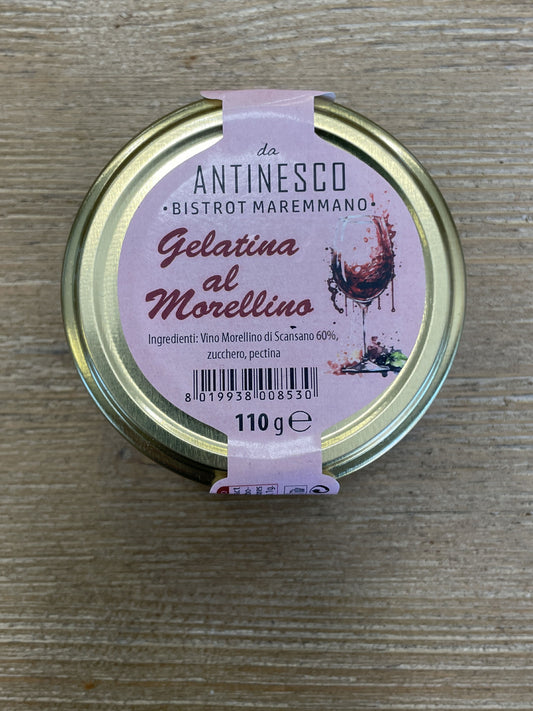 da
ANTINESCO
• BISTROT MAREMMANO •
Gelatina
al
Morellino
Ingredienti: Vino Morellino di Scansano 60%,
zucchero, pectina
8 019938 008530
110 g ℮